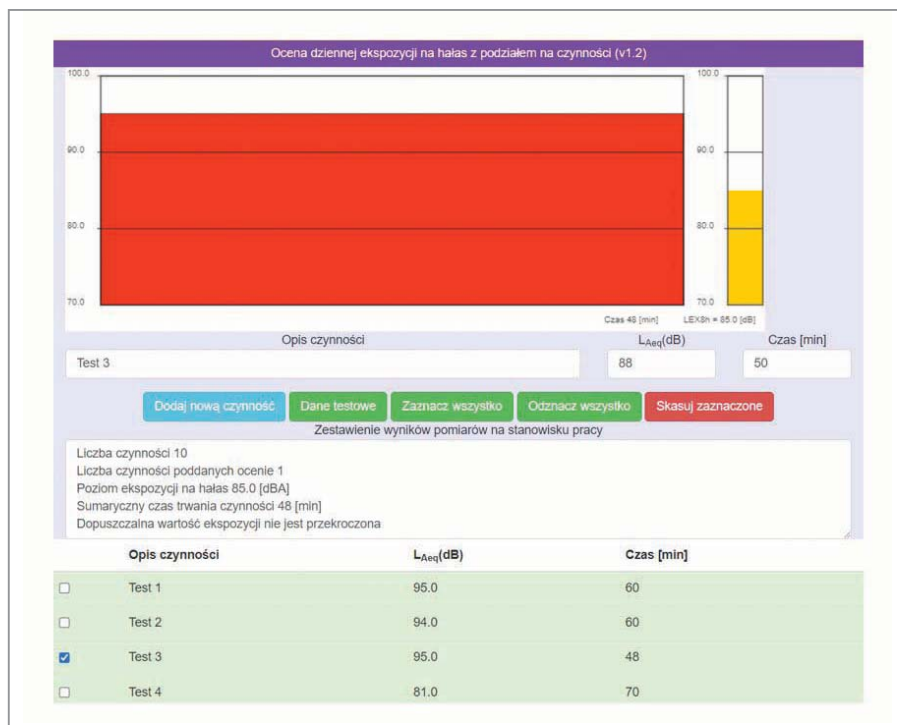 Ocena dziennej ekspozycji na hałas z podziałem na czynności (v1.2)
100.0 100.0
90.0 90.0
80.0 80.0
70.0 70.0
Czas 48 [min] LEX8h = 85.0 [dB]
Opis czynności LAeq(dB) Czas [min]
Test 3 88 50
Dodaj nową czynność Dane testowe Zaznacz wszystko Odznacz wszystko Skasuj zaznaczone
Zestawienie wyników pomiarów na stanowisku pracy
Liczba czynności 10
Liczba czynności poddanych ocenie 1
Poziom ekspozycji na hałas 85.0 [dBA]
Sumaryczny czas trwania czynności 48 [min]
Dopuszczalna wartość ekspozycji nie jest przekroczona
Opis czynności LAeq(dB) Czas [min]
Test 1 95.0 60
Test 2 94.0 60
Test 3 95.0 48
Test 4 81.0 70